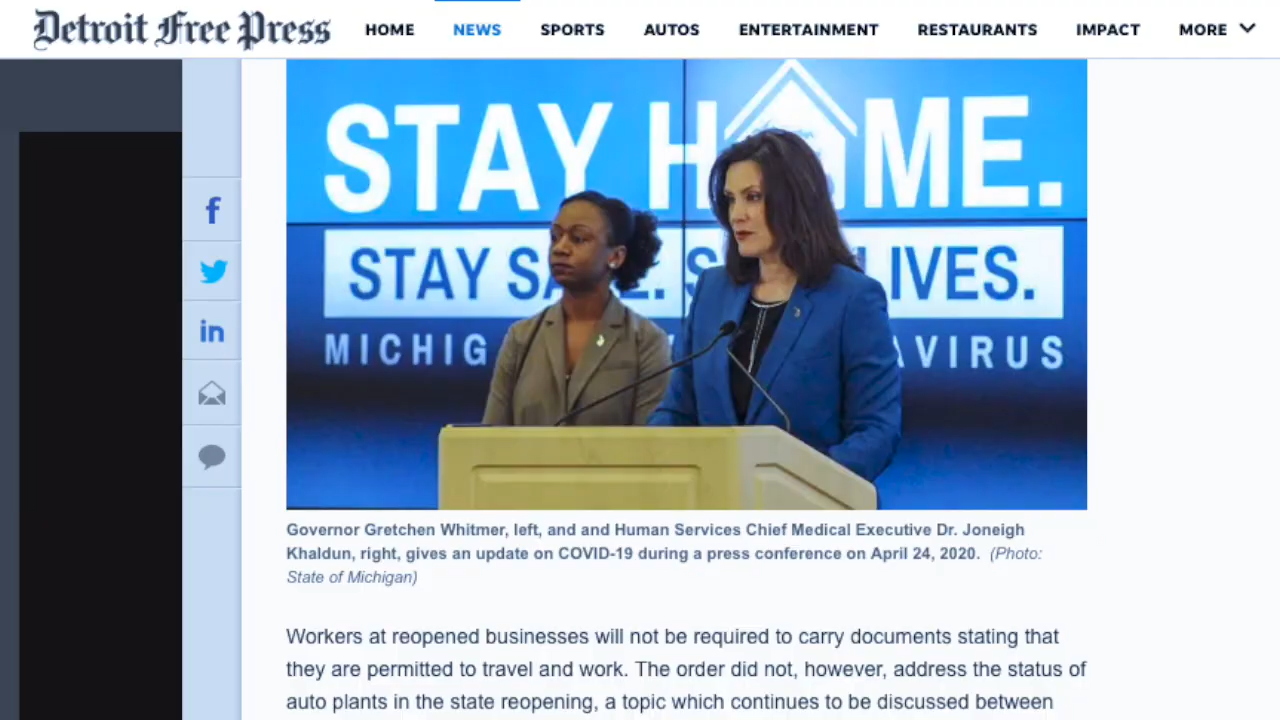 Detroit Free Press HOME NEWS SPORTS AUTOS ENTERTAINMENT RESTAURANTS IMPACT MORE
STAY H ME.
STAY SA E. S IVES.
MICHIG AVIRUS
f
in
Governor Gretchen Whitmer, left, and and Human Services Chief Medical Executive Dr. Joneigh
Khaldun, right, gives an update on COVID-19 during a press conference on April 24, 2020. (Photo:
State of Michigan)
Workers at reopened businesses will not be required to carry documents stating that
they are permitted to travel and work. The order did not, however, address the status of
auto plants in the state reopening, a topic which continues to be discussed between